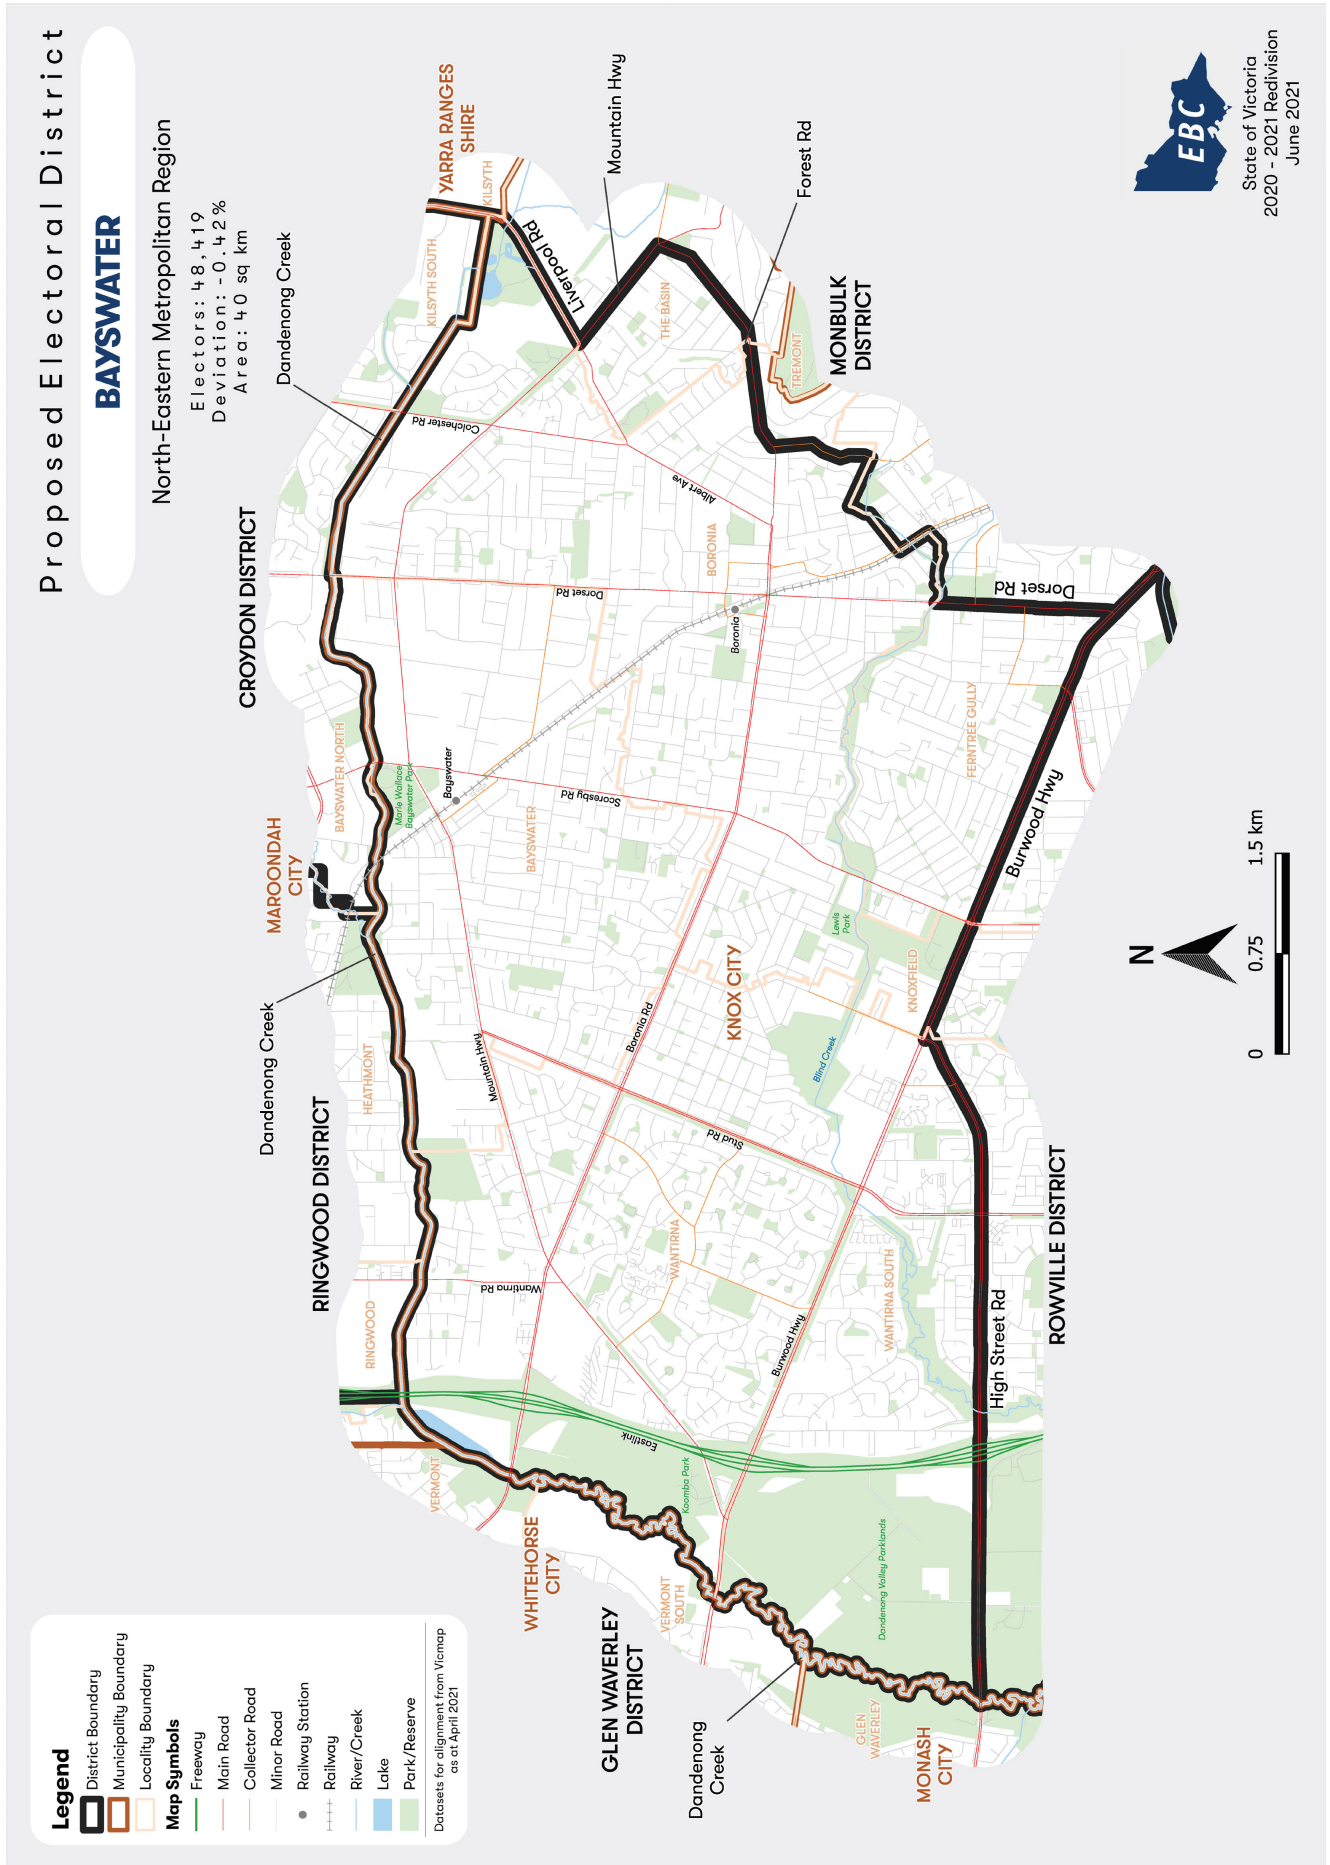 Proposed Electoral District
BAYSWATER
North-Eastern Metropolitan Region
Electors: 48,419
Deviation: -0.42%
Area: 40 sq km
YARRA RANGES
SHIRE
KILSYTH
KILSYTH SOUTH
Dandenong Creek
Liverpool Rd
Mountain Hwy
Forest Rd
THE BASIN
TREMONT
MONBULK
DISTRICT
Colchester Rd
Albert Ave
CROYDON DISTRICT
BORONIA
Dorset Rd
Boronia
Dorset Rd
BAYSWATER NORTH
Marie Wallace
Bayswater Park
Bayswater
Scoresby Rd
BAYSWATER
FERNTREE GULLY
Burwood Hwy
MAROONDAH
CITY
Lewis
Park
KNOXFIELD
KNOX CITY
Dandenong Creek
HEATHMONT
Mountain Hwy
Boronia Rd
Blind Creek
Stud Rd
RINGWOOD DISTRICT
RINGWOOD
Wantirna Rd
WANTIRNA
WANTIRNA SOUTH
Burwood Hwy
High Street Rd
ROWVILLE DISTRICT
Eastlink
VERMONT
Koomba Park
WHITEHORSE
CITY
VERMONT
SOUTH
Dandenong Valley Parklands
GLEN WAVERLEY
DISTRICT
Dandenong
Creek
GLEN
WAVERLEY
MONASH
CITY
Legend
District Boundary
Municipality Boundary
Locality Boundary
Map Symbols
Freeway
Main Road
Collector Road
Minor Road
Railway Station
Railway
River/Creek
Lake
Park/Reserve
Datasets for alignment from Vicmap
as at April 2021
N
0 0.75 1.5 km
EBC
State of Victoria
2020 - 2021 Redivision
June 2021